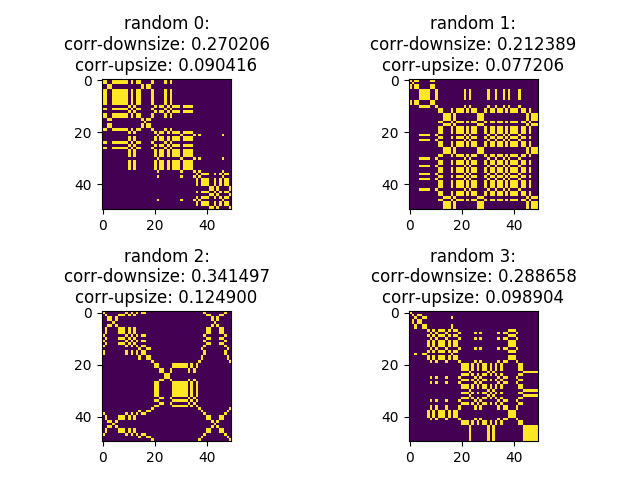 random 0:
corr-downsize: 0.270206
corr-upsize: 0.090416
0
20
40
0
20
40
random 1:
corr-downsize: 0.212389
corr-upsize: 0.077206
0
20
40
0
20
40
random 2:
corr-downsize: 0.341497
corr-upsize: 0.124900
0
20
40
0
20
40
random 3:
corr-downsize: 0.288658
corr-upsize: 0.098904
0
20
40
0
20
40